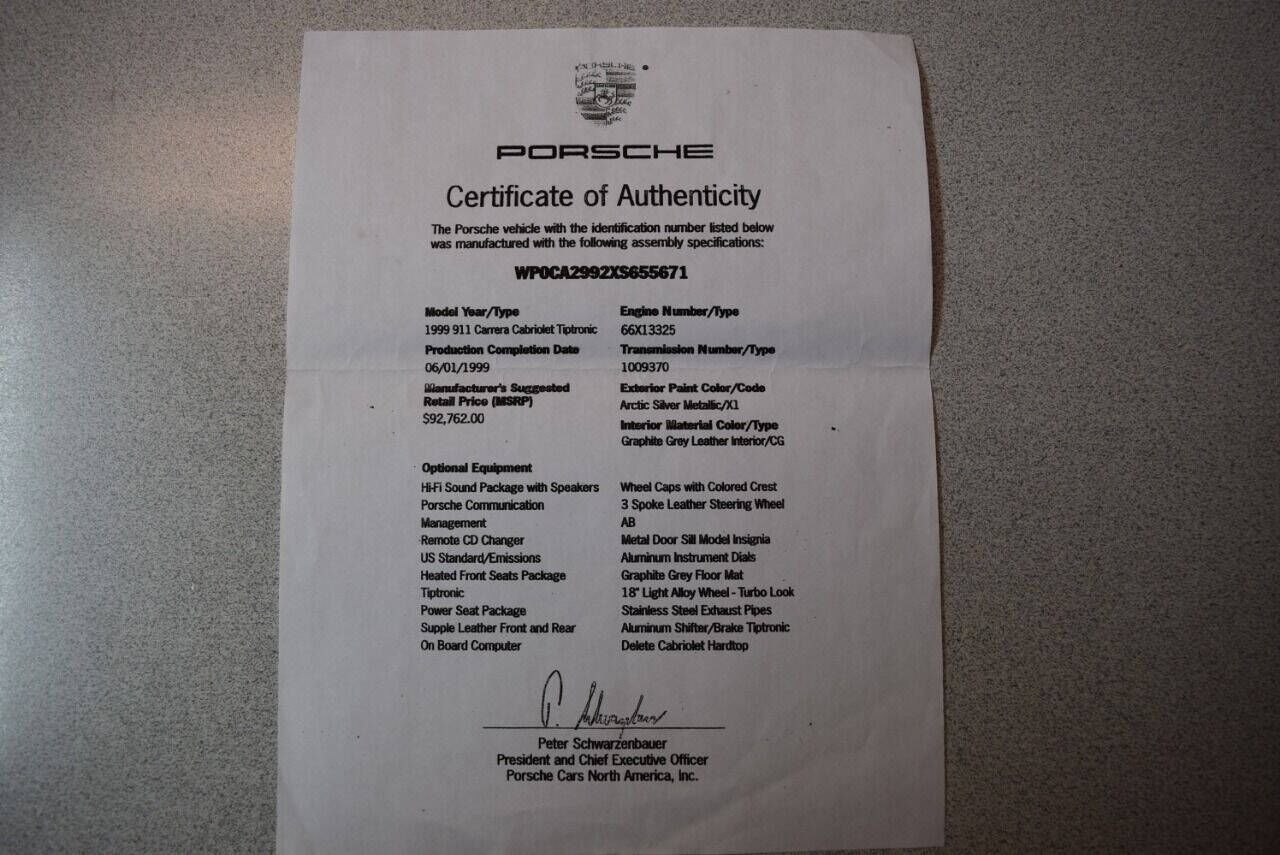 PORSCHE
PORSCHE
Certificate of Authenticity
The Porsche vehicle with the identification number listed below
was manufactured with the following assembly specifications:
WP0CA2992XS655671
Model Year/Type
1999 911 Carrera Cabriolet Tiptronic
Production Completion Date
06/01/1999
Manufacturer's Suggested
Retail Price (MSRP)
$92,762.00
Engine Number/Type
66X13325
Transmission Number/Type
1009370
Exterior Paint Color/Code
Arctic Silver Metallic/X1
Interior Material Color/Type
Graphite Grey Leather Interior/CG
Optional Equipment
Hi-Fi Sound Package with Speakers
Porsche Communication
Management
Remote CD Changer
US Standard/Emissions
Heated Front Seats Package
Tiptronic
Power Seat Package
Supple Leather Front and Rear
On Board Computer
Wheel Caps with Colored Crest
3 Spoke Leather Steering Wheel
AB
Metal Door Sill Model Insignia
Aluminum Instrument Dials
Graphite Grey Floor Mat
18" Light Alloy Wheel - Turbo Look
Stainless Steel Exhaust Pipes
Aluminum Shifter/Brake Tiptronic
Delete Cabriolet Hardtop
P. Schwarzenbauer
Peter Schwarzenbauer
President and Chief Executive Officer
Porsche Cars North America, Inc.